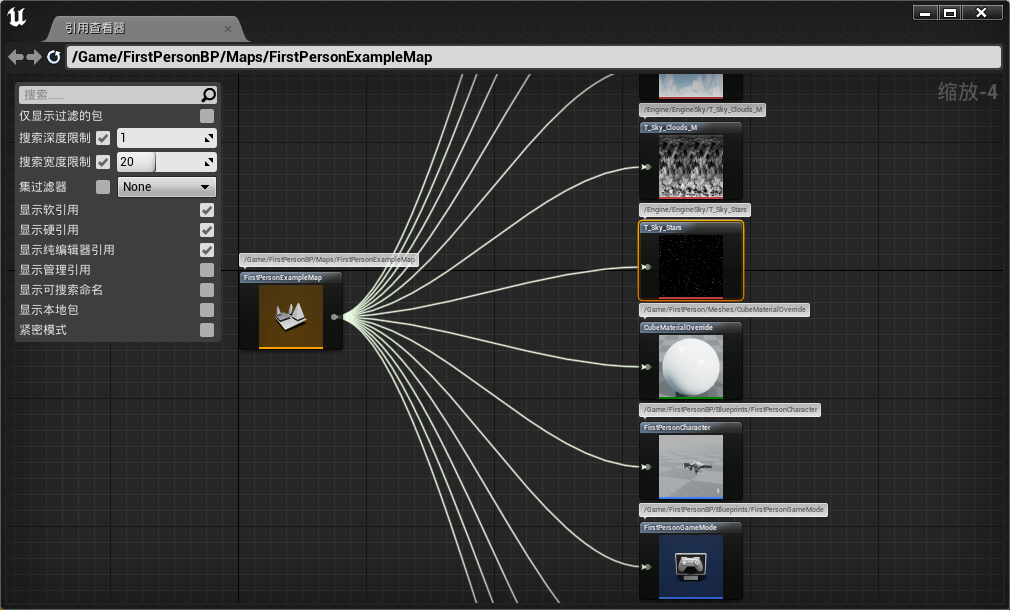 引用查看器
/Game/FirstPersonBP/Maps/FirstPersonExampleMap
缩放-4
搜索......
仅显示过滤的包
搜索深度限制 1
搜索宽度限制 20
集过滤器 None
显示软引用
显示硬引用
显示纯编辑器引用
显示管理引用
显示可搜索命名
显示本地包
紧密模式
/Game/FirstPersonBP/Maps/FirstPersonExampleMap
FirstPersonExampleMap
/Engine/EngineSky/T_Sky_Clouds_M
T_Sky_Clouds_M
/Engine/EngineSky/T_Sky_Stars
T_Sky_Stars
/Game/FirstPerson/Meshes/CubeMaterialOverride
CubeMaterialOverride
/Game/FirstPersonBP/Blueprints/FirstPersonCharacter
FirstPersonCharacter
/Game/FirstPersonBP/Blueprints/FirstPersonGameMode
FirstPersonGameMode